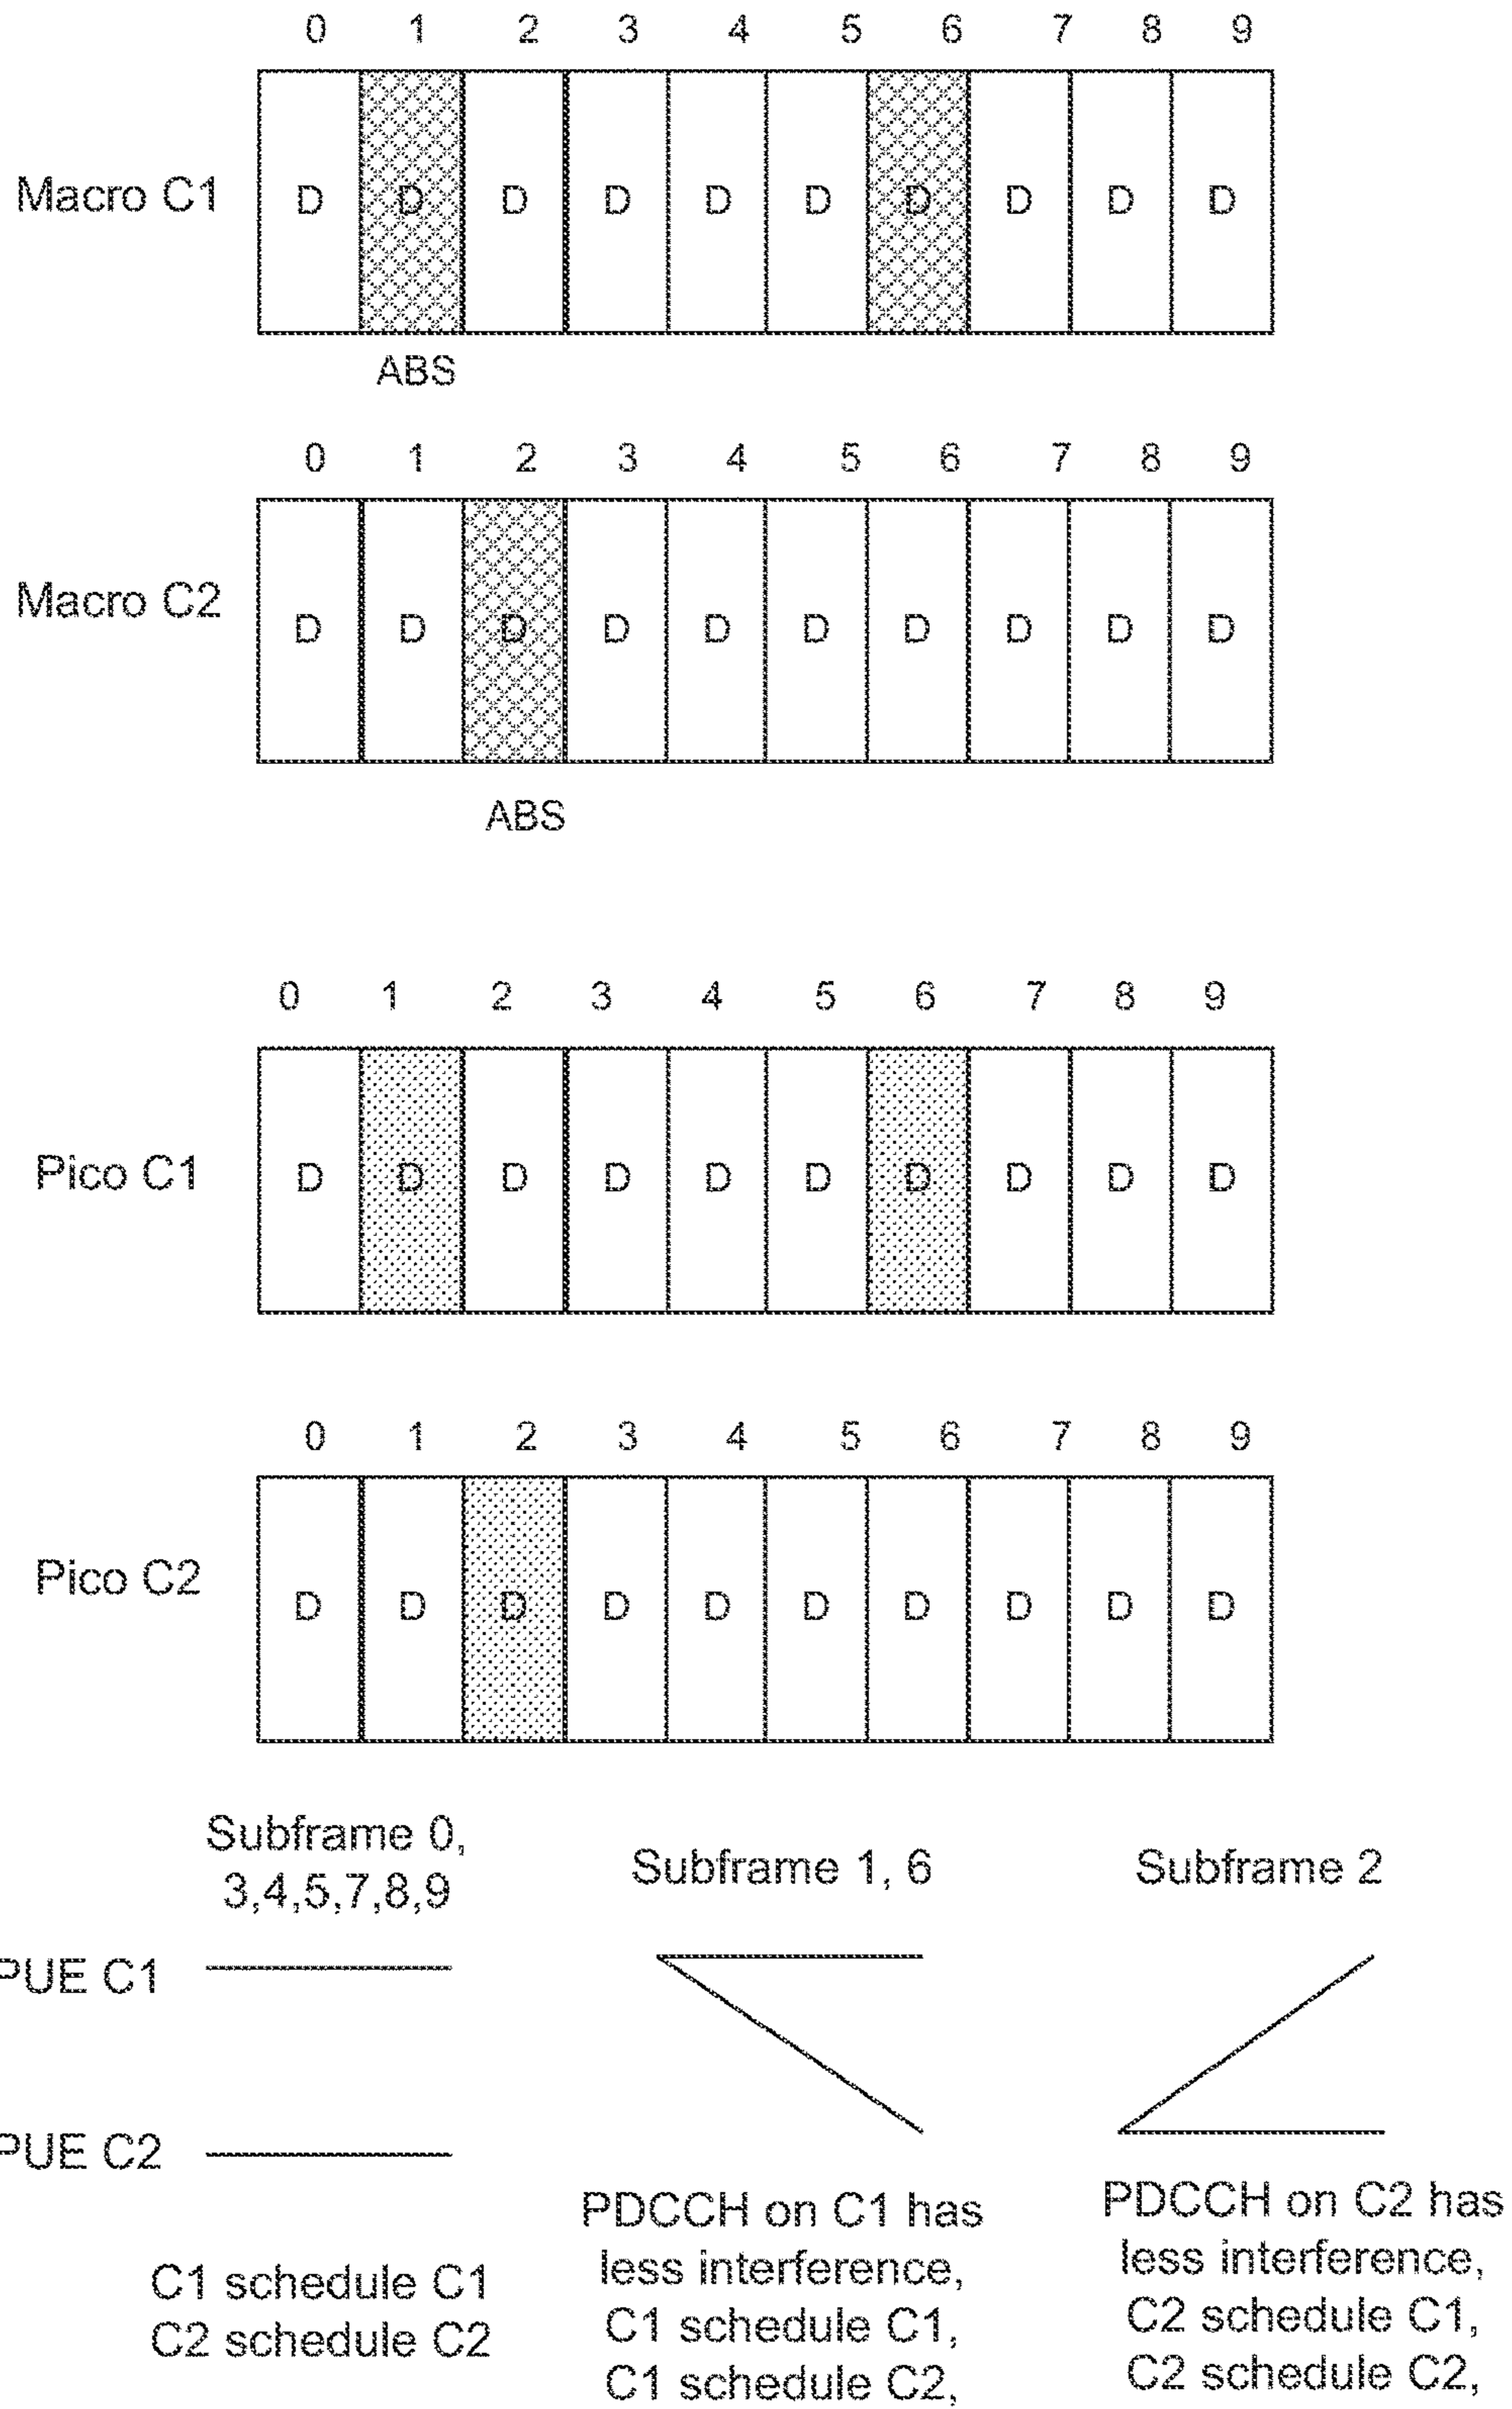 0 1 2 3 4 5 6 7 8 9
Macro C1
D D D D D D D D D D
ABS
0 1 2 3 4 5 6 7 8 9
Macro C2
D D D D D D D D D D
ABS
0 1 2 3 4 5 6 7 8 9
Pico C1
D D D D D D D D D D
0 1 2 3 4 5 6 7 8 9
Pico C2
D D D D D D D D D D
Subframe 0,
3,4,5,7,8,9
Subframe 1, 6
Subframe 2
PUE C1
PUE C2
C1 schedule C1
C2 schedule C2
PDCCH on C1 has
less interference,
C1 schedule C1,
C1 schedule C2,
PDCCH on C2 has
less interference,
C2 schedule C1,
C2 schedule C2,